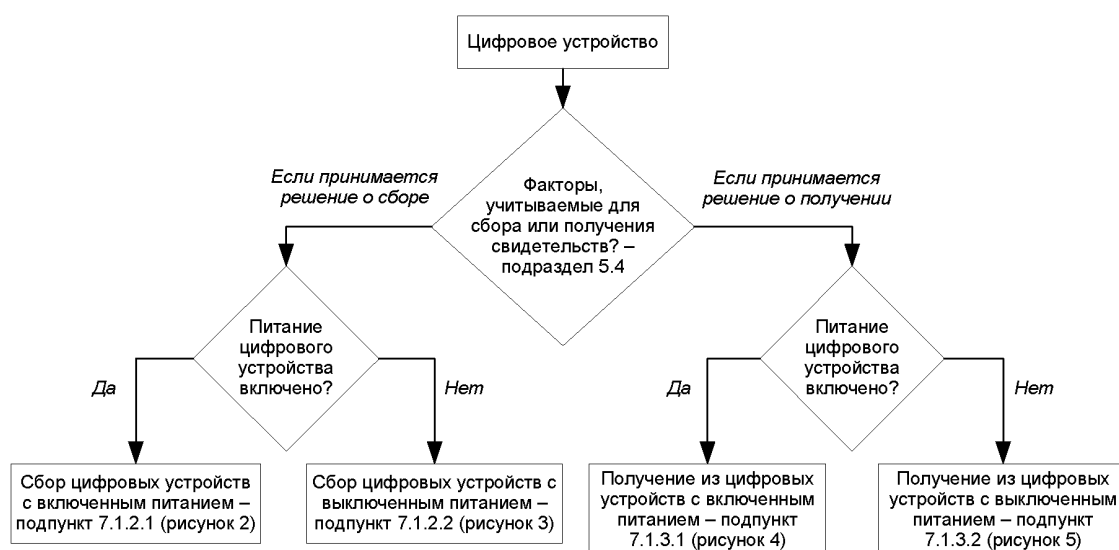 Цифровое устройство
Если принимается
решение о сборе
Факторы,
учитываемые для
сбора или получения
свидетельств? –
подраздел 5.4
Если принимается
решение о получении
Питание
цифрового
устройства
включено?
Питание
цифрового
устройства
включено?
Да
Нет
Да
Нет
Сбор цифровых устройств
с включенным питанием –
подпункт 7.1.2.1 (рисунок 2)
Сбор цифровых устройств с
выключенным питанием –
подпункт 7.1.2.2 (рисунок 3)
Получение из цифровых
устройств с включенным
питанием – подпункт
7.1.3.1 (рисунок 4)
Получение из цифровых
устройств с выключенным
питанием – подпункт
7.1.3.2 (рисунок 5)